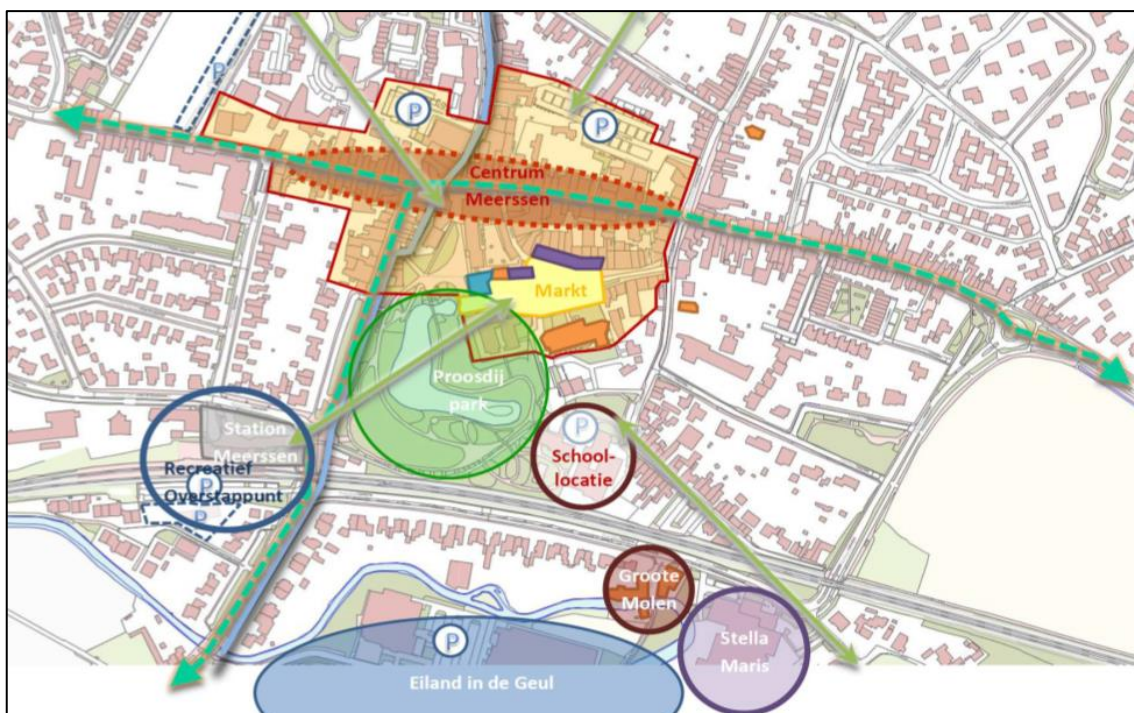 P
P
P
Centrum
Meerssen
Markt
Proosdij
park
Station
Meerssen
Recreatief
Overstappunt
P
P
P
School-
locatie
Groote
Molen
Stella
Maris
P
Eiland in de Geul